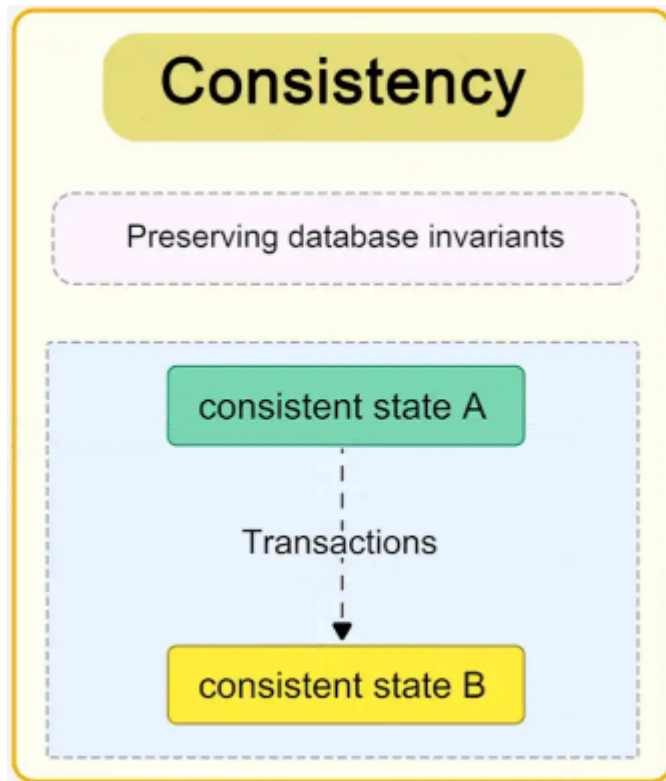 Consistency
Preserving database invariants
consistent state A
Transactions
consistent state B